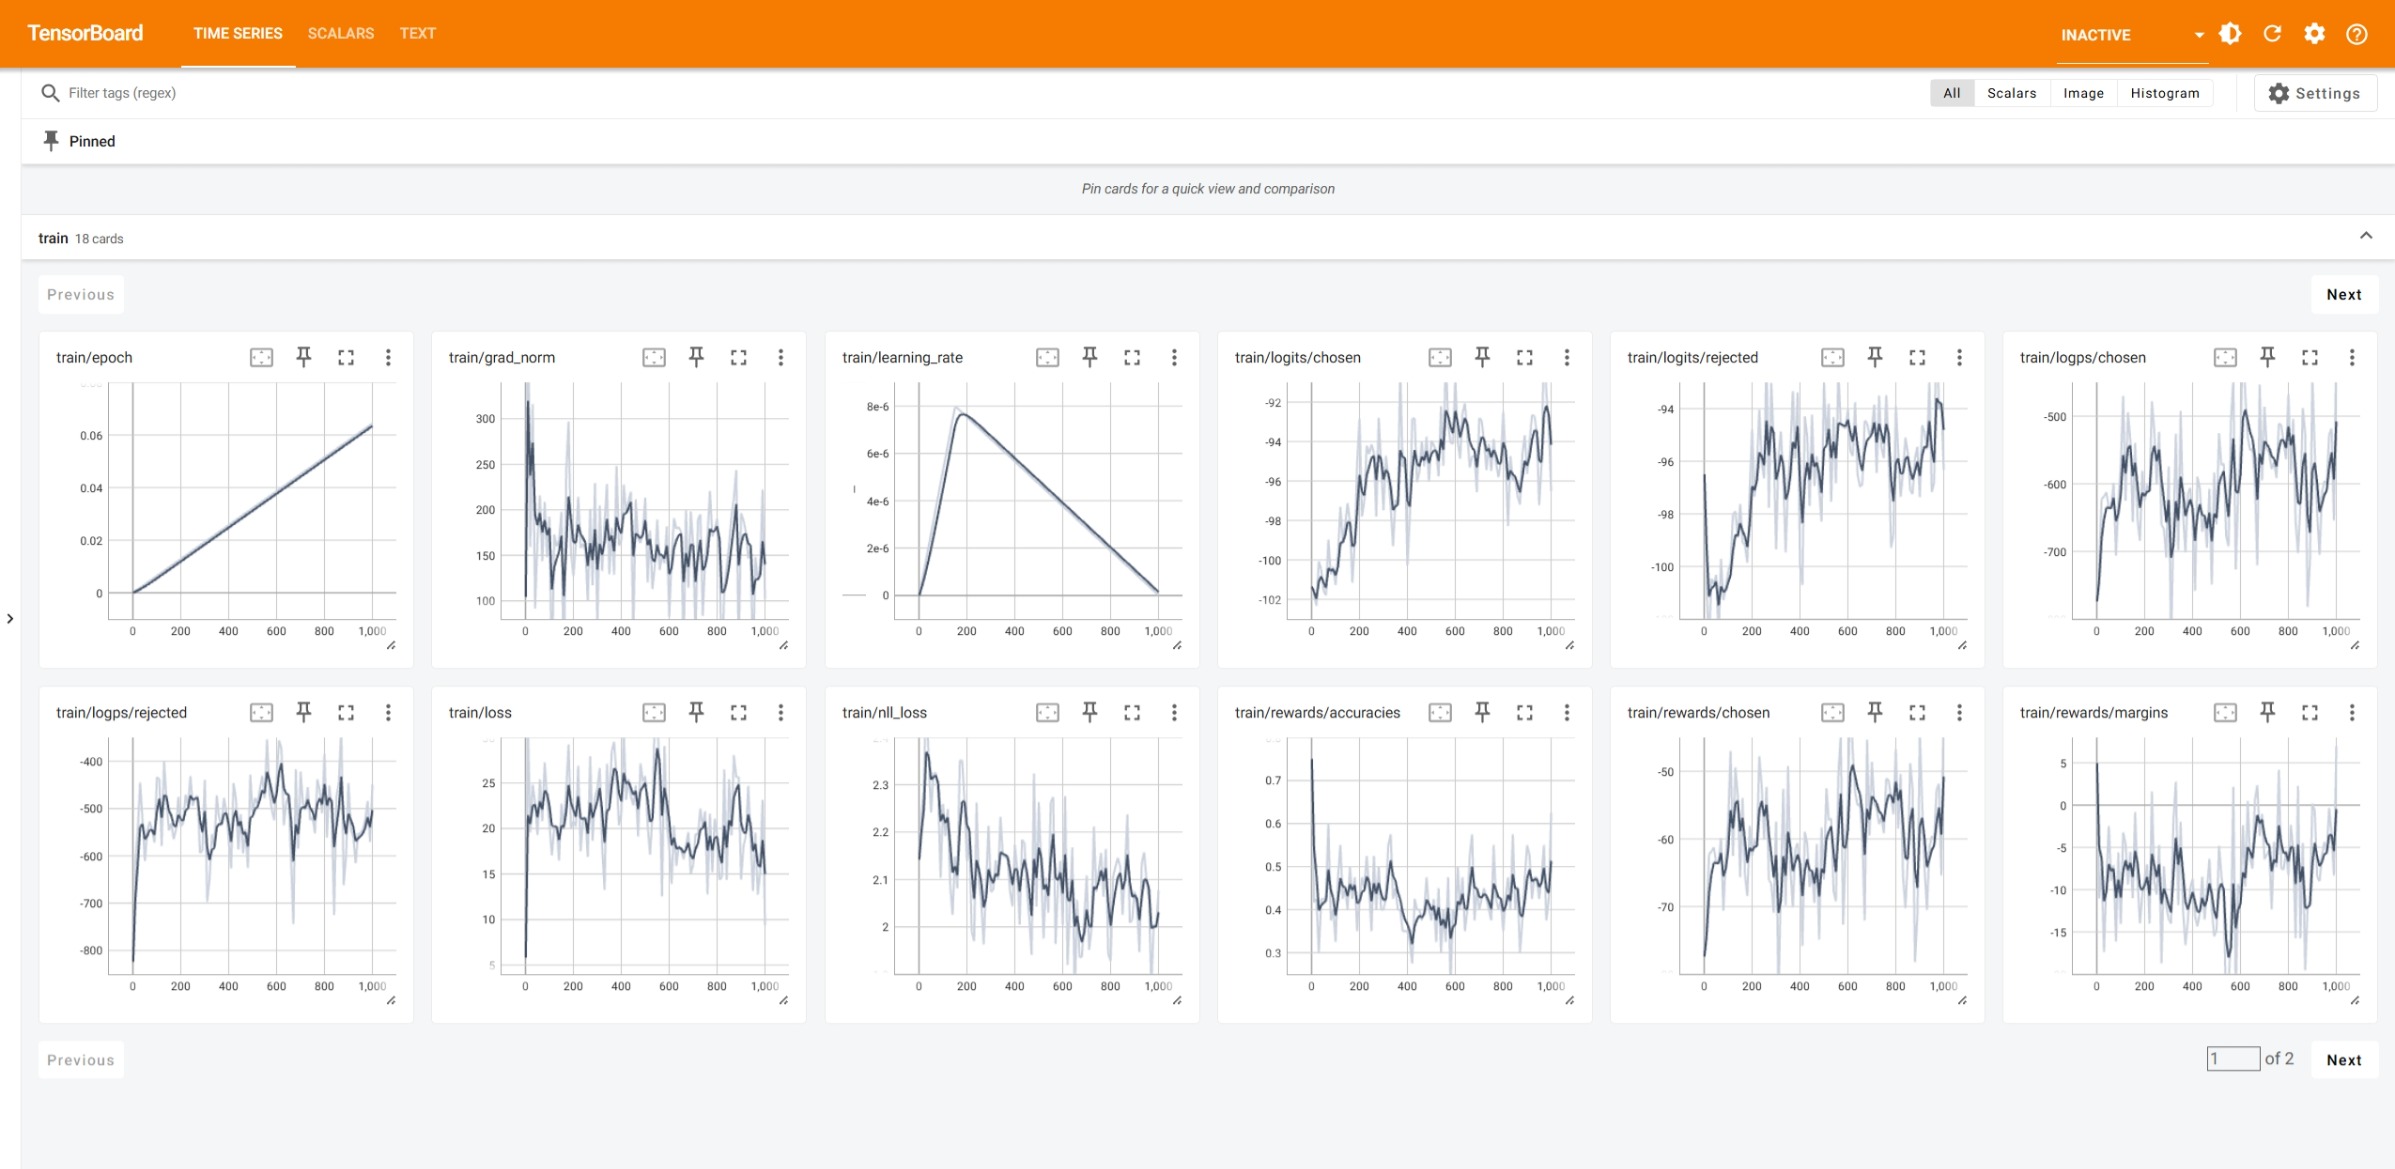 TensorBoard TIME SERIES SCALARS TEXT INACTIVE
Filter tags (regex) All Scalars Image Histogram Settings
Pinned
Pin cards for a quick view and comparison
train 18 cards
Previous Next
train/epoch
0.06
0.04
0.02
0
0 200 400 600 800 1,000
train/grad_norm
300
250
200
150
100
0 200 400 600 800 1,000
train/learning_rate
8e-6
6e-6
4e-6
2e-6
0
0 200 400 600 800 1,000
train/logits/chosen
-92
-94
-96
-98
-100
-102
0 200 400 600 800 1,000
train/logits/rejected
-94
-96
-98
-100
0 200 400 600 800 1,000
train/logps/chosen
-500
-600
-700
0 200 400 600 800 1,000
train/logps/rejected
-400
-500
-600
-700
-800
0 200 400 600 800 1,000
train/loss
25
20
15
10
5
0 200 400 600 800 1,000
train/nll_loss
2.3
2.2
2.1
2
0 200 400 600 800 1,000
train/rewards/accuracies
0.7
0.6
0.5
0.4
0.3
0 200 400 600 800 1,000
train/rewards/chosen
-50
-60
-70
0 200 400 600 800 1,000
train/rewards/margins
5
0
-5
-10
-15
0 200 400 600 800 1,000
Previous 1 of 2 Next